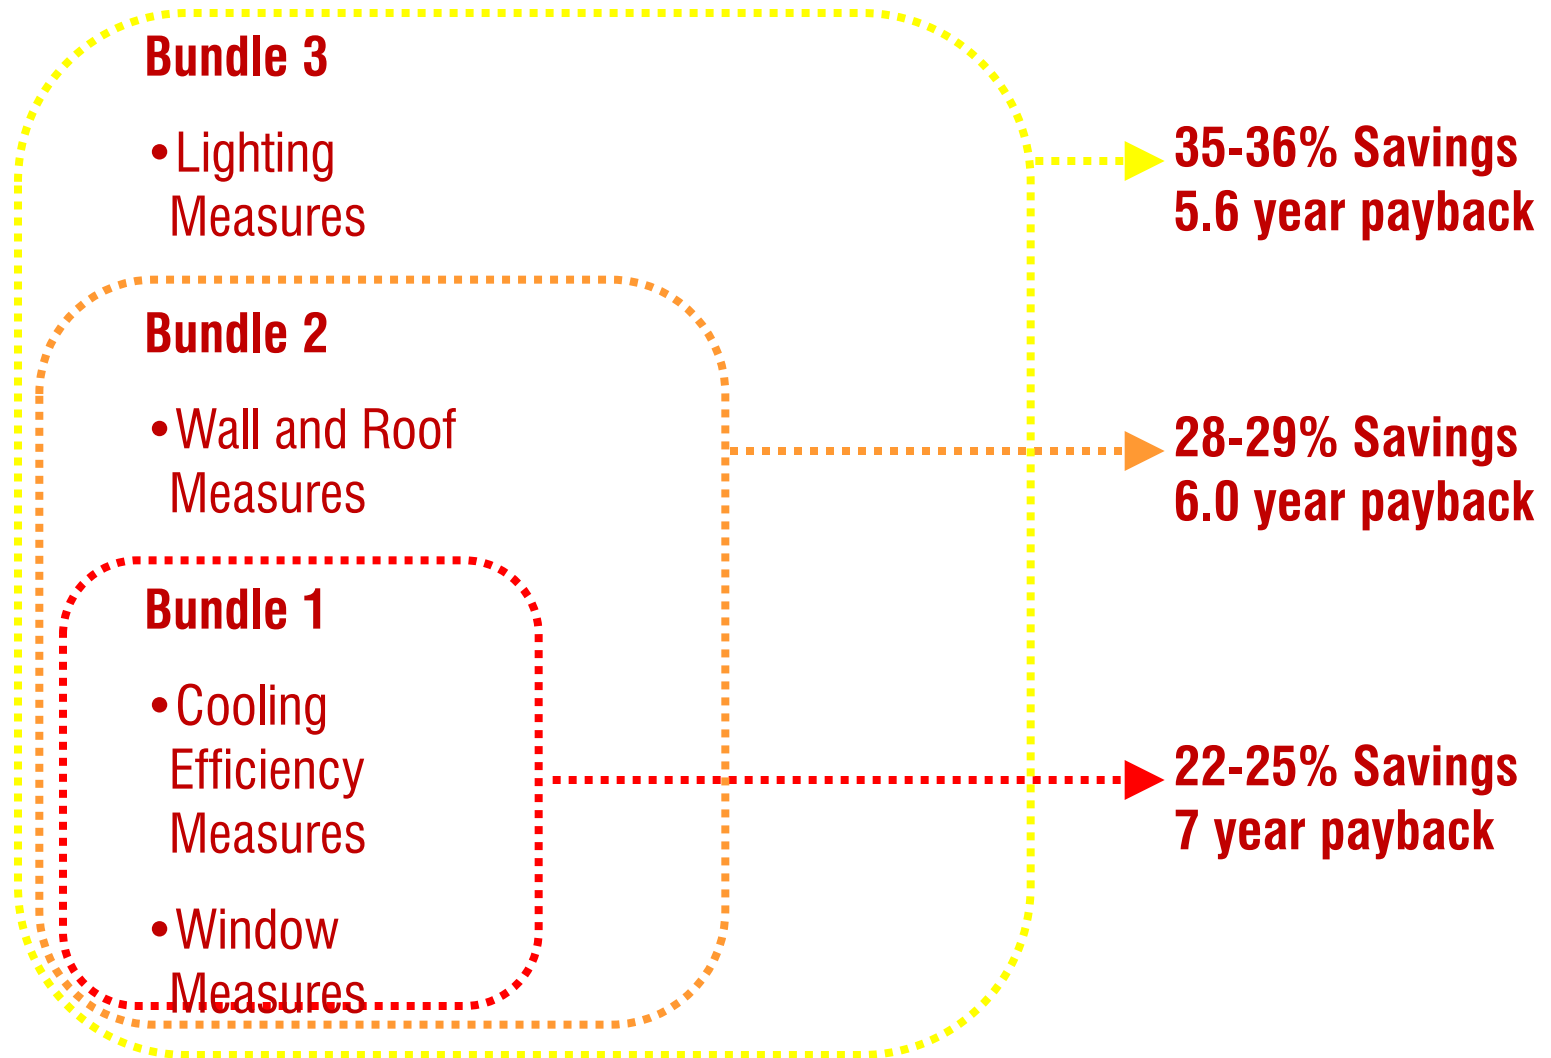 Bundle 3
•Lighting
Measures
35-36% Savings
5.6 year payback
Bundle 2
•Wall and Roof
Measures
28-29% Savings
6.0 year payback
Bundle 1
•Cooling
Efficiency
Measures
•Window
Measures
22-25% Savings
7 year payback